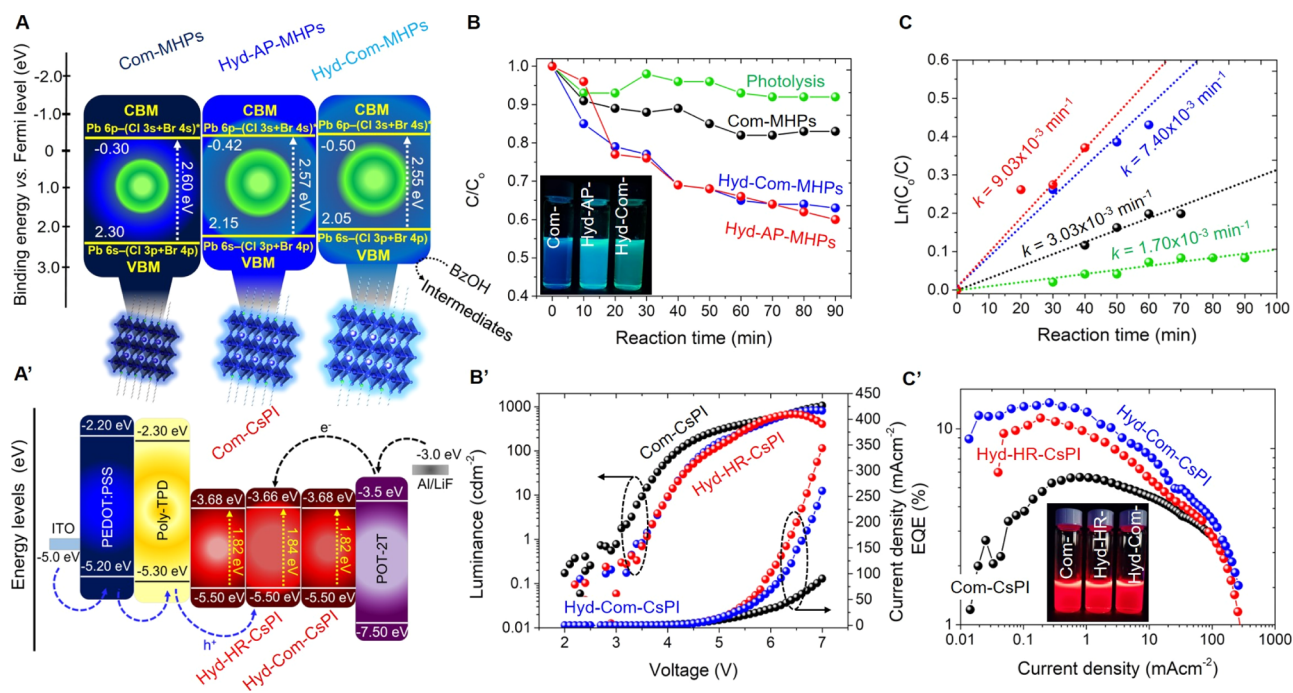 A
Com-MHPs
Hyd-AP-MHPs
Hyd-Com-MHPs
Binding energy vs. Fermi level (eV)
-2.0
-1.0
0
1.0
2.0
3.0
CBM
Pb 6p–(Cl 3s+Br 4s)*
-0.30
2.60 eV
2.30
Pb 6s–(Cl 3p+Br 4p)
VBM
CBM
Pb 6p–(Cl 3s+Br 4s)*
-0.42
2.57 eV
2.15
Pb 6s–(Cl 3p+Br 4p)
VBM
CBM
Pb 6p–(Cl 3s+Br 4s)*
-0.50
2.55 eV
2.05
Pb 6s–(Cl 3p+Br 4p)
VBM
BzOH
Intermediates
B
C/Co
1.0
0.9
0.8
0.7
0.6
0.5
0.4
Photolysis
Com-MHPs
Hyd-Com-MHPs
Hyd-AP-MHPs
Com-
Hyd-AP-
Hyd-Com-
0 10 20 30 40 50 60 70 80 90
Reaction time (min)
C
Ln(Co/C)
0.6
0.4
0.2
0.0
k = 9.03x10-3 min-1
k = 7.40x10-3 min-1
k = 3.03x10-3 min-1
k = 1.70x10-3 min-1
0 10 20 30 40 50 60 70 80 90 100
Reaction time (min)
A'
Energy levels (eV)
Com-CsPI
e-
ITO
-5.0 eV
-2.20 eV
PEDOT:PSS
-5.20 eV
-2.30 eV
Poly-TPD
-5.30 eV
-3.68 eV
1.82 eV
-5.50 eV
-3.66 eV
1.84 eV
-5.50 eV
-3.68 eV
1.82 eV
-5.50 eV
-3.5 eV
POT-2T
-7.50 eV
-3.0 eV
Al/LiF
h+
Hyd-HR-CsPI
Hyd-Com-CsPI
B'
Luminance (cdm-2)
1000
100
10
1
0.1
0.01
Com-CsPI
Hyd-HR-CsPI
Hyd-Com-CsPI
450
400
350
300
250
200
150
100
50
0
Current density (mAcm-2)
2 3 4 5 6 7
Voltage (V)
C'
EQE (%)
10
1
Hyd-Com-CsPI
Hyd-HR-CsPI
Com-CsPI
Com-
Hyd-HR-
Hyd-Com-
0.01 0.1 1 10 100 1000
Current density (mAcm-2)